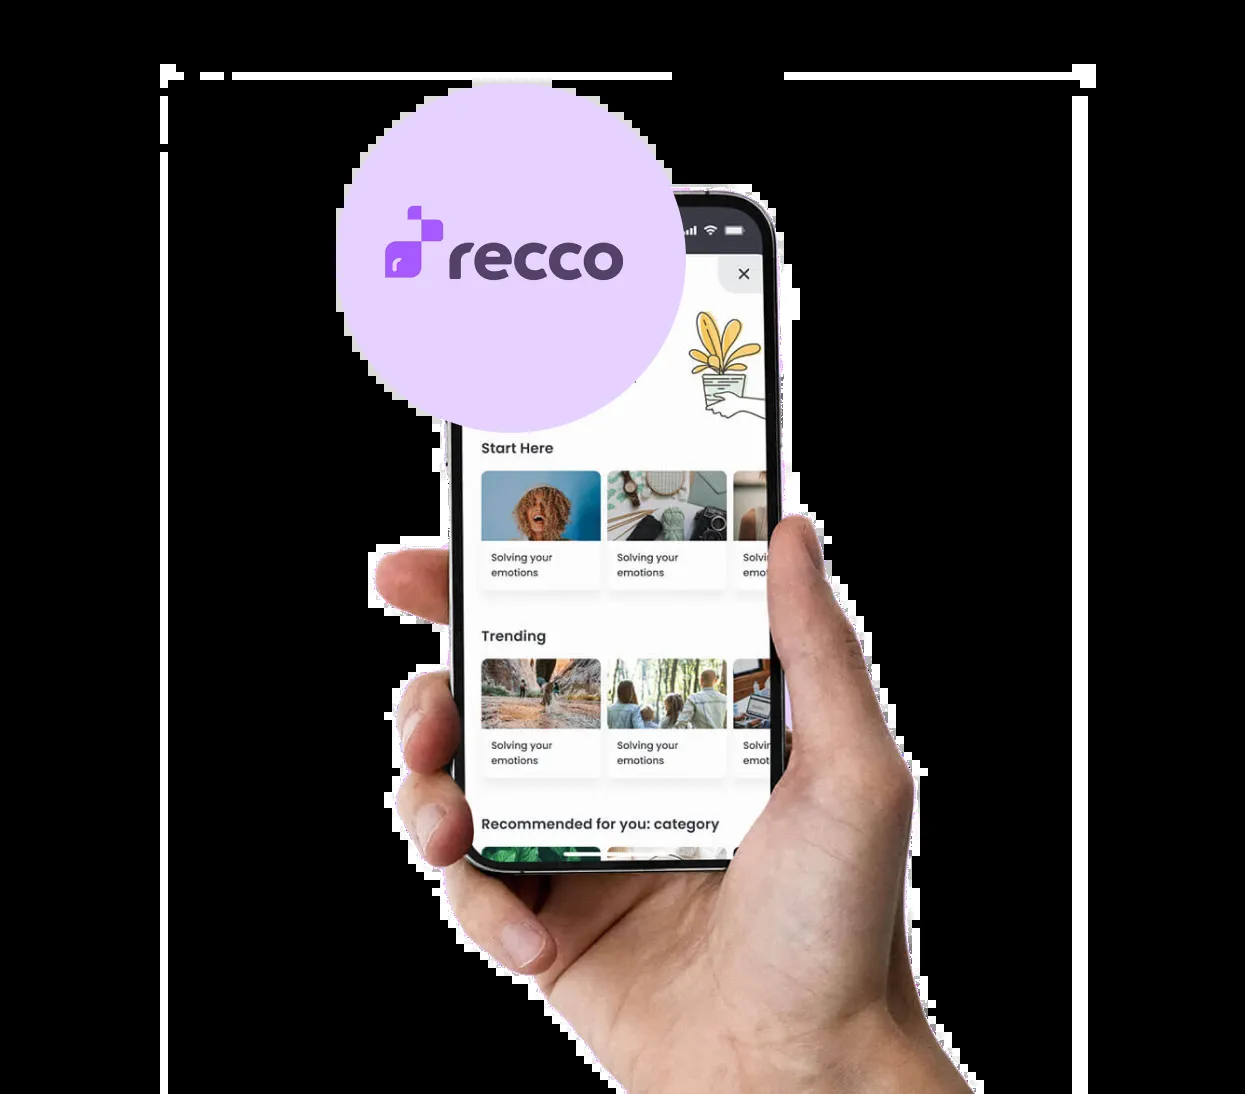 recco
Start Here
Solving your
emotions
Solving your
emotions
Trending
Solving your
emotions
Solving your
emotions
Recommended for you: category